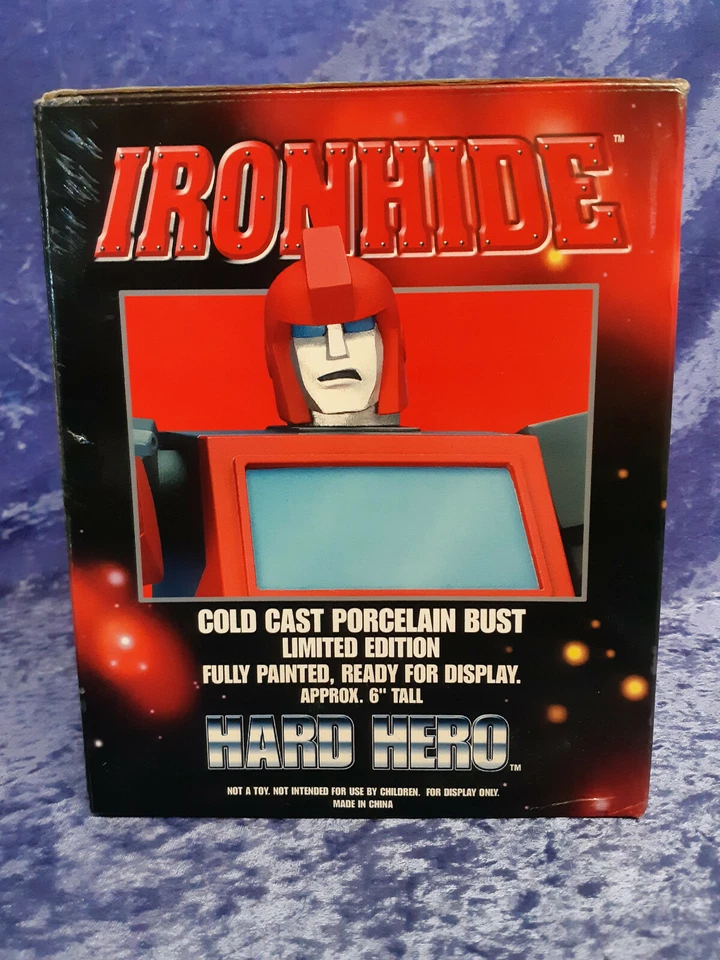 IRONHIDE™
COLD CAST PORCELAIN BUST
LIMITED EDITION
FULLY PAINTED, READY FOR DISPLAY.
APPROX. 6" TALL
HARD HERO™
NOT A TOY. NOT INTENDED FOR USE BY CHILDREN. FOR DISPLAY ONLY.
MADE IN CHINA